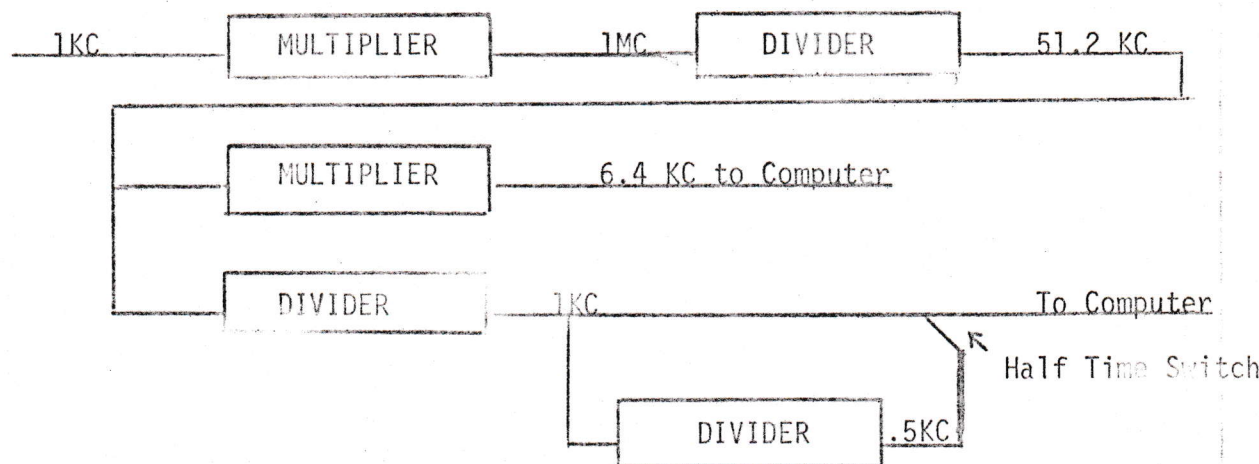 1KC MULTIPLIER 1MC DIVIDER 51.2 KC
MULTIPLIER 6.4 KC to Computer
DIVIDER 1KC To Computer
Half Time Switch
DIVIDER .5KC